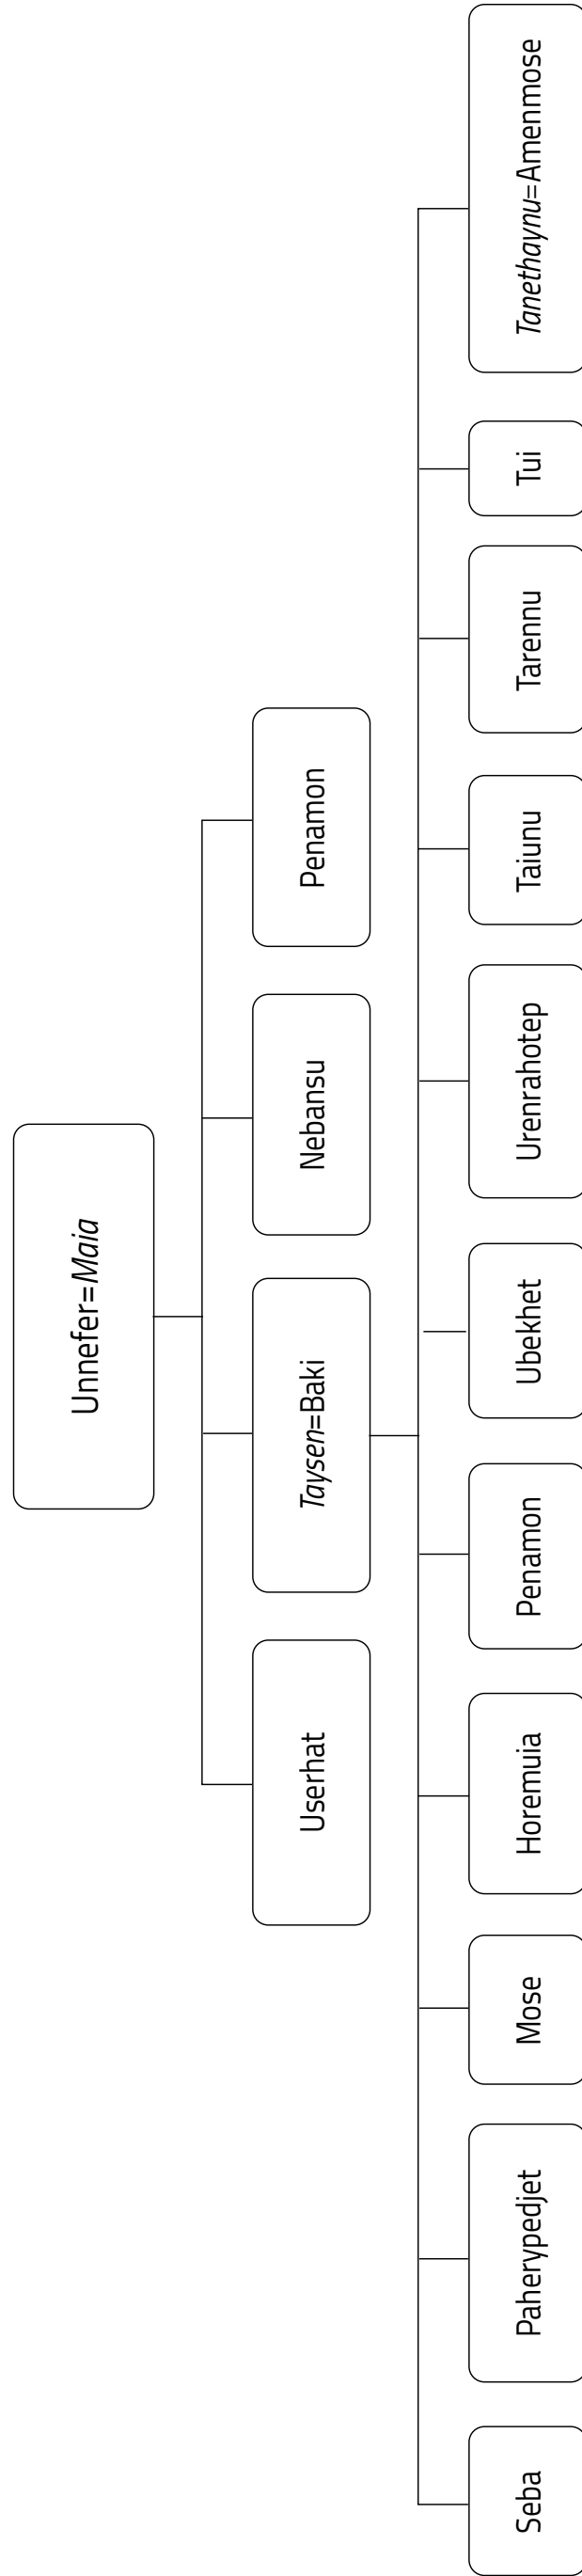 Unnefer=Maia
Userhat
Taysen=Baki
Nebansu
Penamon
Seba
Paherypedjet
Mose
Horemuia
Penamon
Ubekhet
Urenrahotep
Taiunu
Tarennu
Tui
Tanethaynu=Amenmose